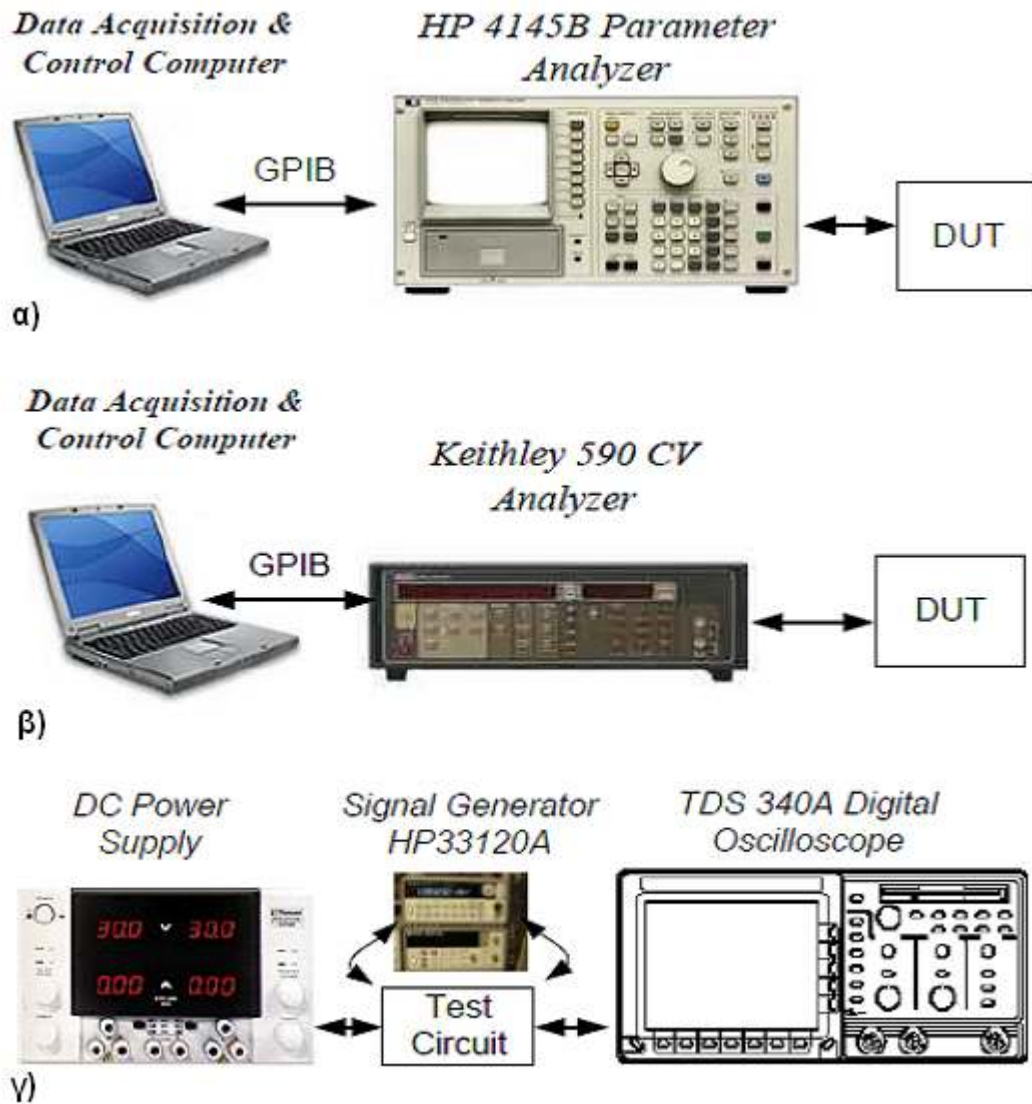 Data Acquisition &
Control Computer
HP 4145B Parameter
Analyzer
GPIB
DUT
α)
Data Acquisition &
Control Computer
Keithley 590 CV
Analyzer
GPIB
DUT
β)
DC Power
Supply
Signal Generator
HP33120A
TDS 340A Digital
Oscilloscope
30.0 V 30.0
0.00 A 0.00
Test
Circuit
γ)